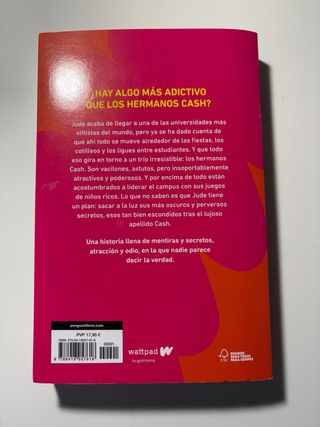 ¿HAY ALGO MÁS ADICTIVO
QUE LOS HERMANOS CASH?
Jude acaba de llegar a una de las universidades más
elitistas del mundo, pero ya se ha dado cuenta de
que ahí todo se mueve alrededor de las fiestas, los
cotilleos y los ligues entre estudiantes. Y que todo
eso gira en torno a un trío irresistible: los hermanos
Cash. Son vacilones, astutos, pero insoportablemente
atractivos y poderosos. Y por encima de todo están
acostumbrados a liderar el campus con sus juegos
de niños ricos. Lo que no saben es que Jude tiene
un plan: sacar a la luz sus más oscuros y perversos
secretos, esos que tan bien escondidos tras el lujoso
apellido Cash.
Una historia llena de mentiras y secretos,
atracción y odio, en la que nadie parece
decir la verdad.
penguinlibros.com
PVP 17,95 €
wattpad
by